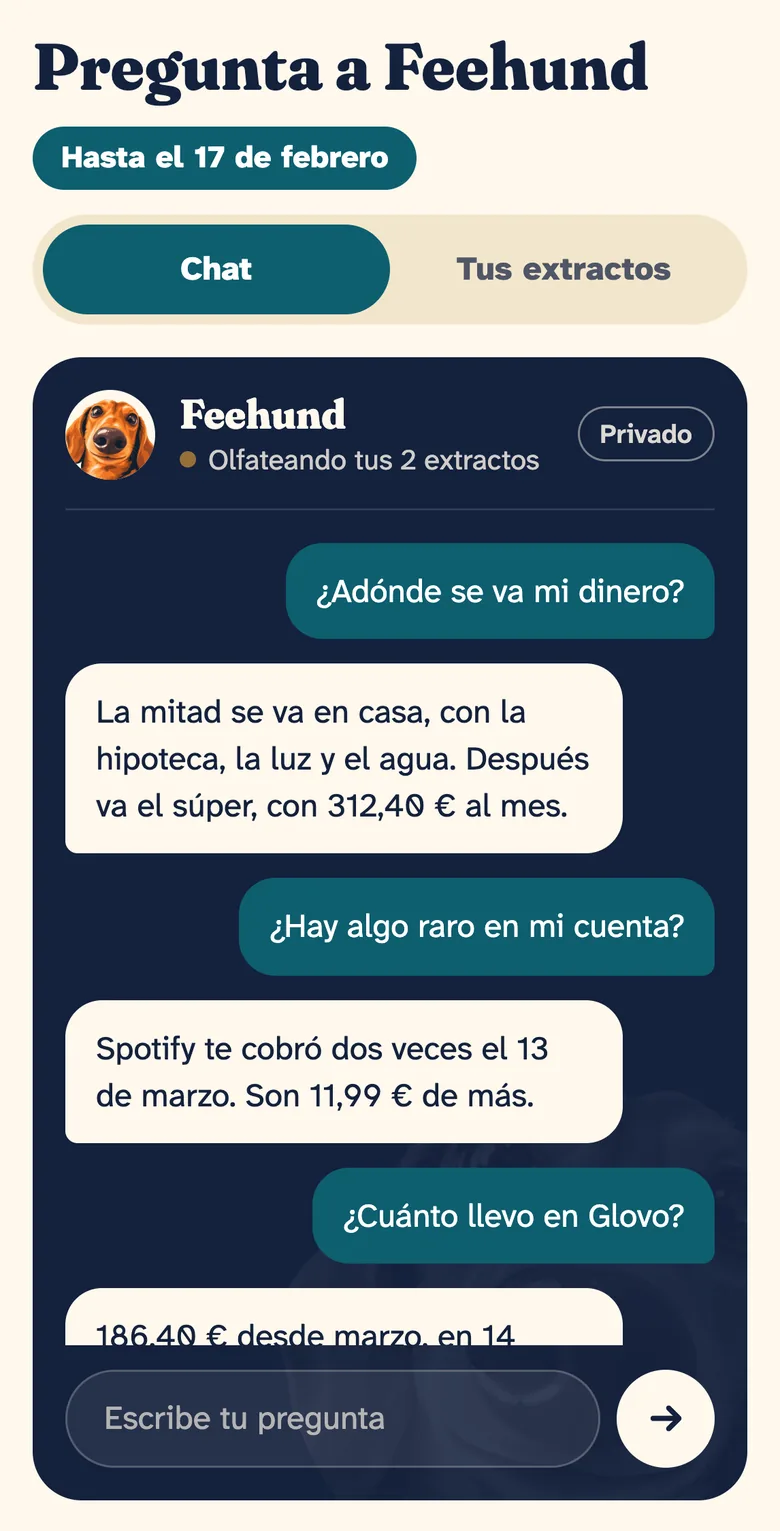 Pregunta a Feehund
Hasta el 17 de febrero
Chat
Tus extractos
Feehund
Olfateando tus 2 extractos
Privado
¿Adónde se va mi dinero?
La mitad se va en casa, con la
hipoteca, la luz y el agua. Después
va el súper, con 312,40 € al mes.
¿Hay algo raro en mi cuenta?
Spotify te cobró dos veces el 13
de marzo. Son 11,99 € de más.
¿Cuánto llevo en Glovo?
186,40 € desde marzo, en 14
Escribe tu pregunta